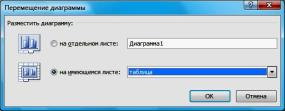 Перемещение диаграммы
Разместить диаграмму:
на отдельном листе: Диаграмма1
на имеющемся листе: таблица
ОК Отмена